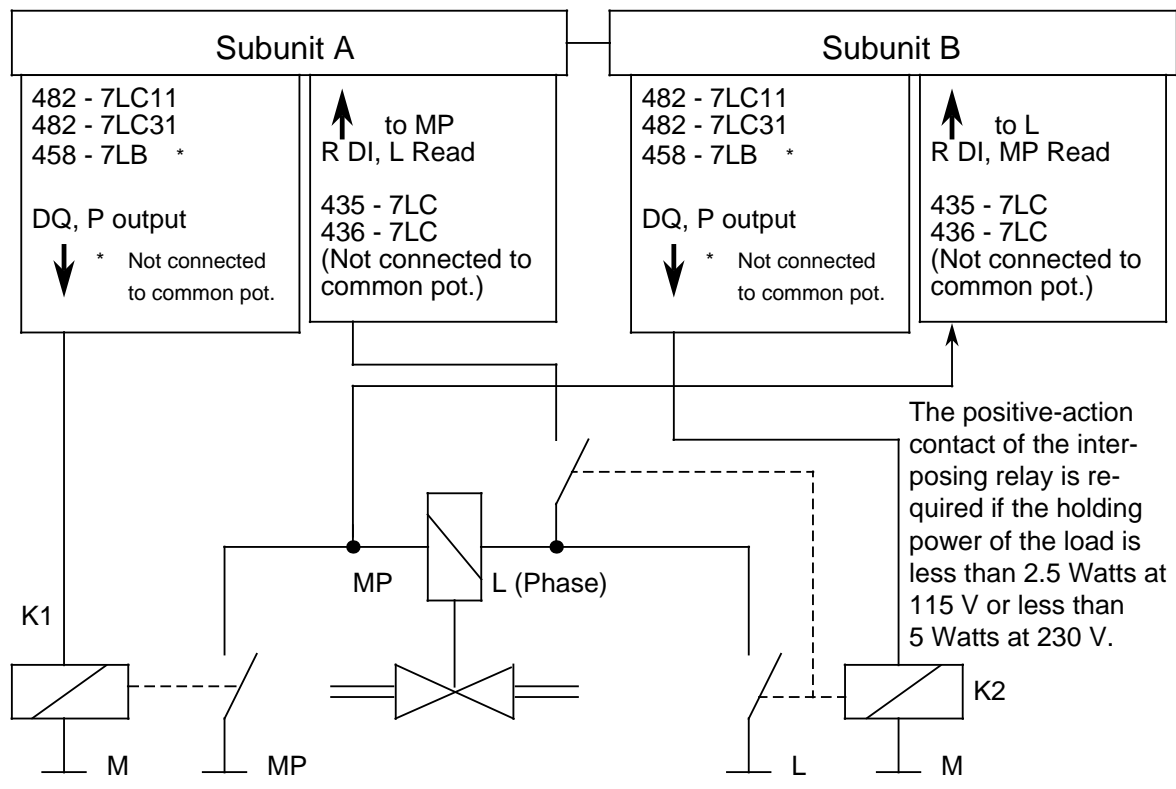 Subunit A
Subunit B
482 - 7LC11
482 - 7LC31
458 - 7LB *
DQ, P output
* Not connected
to common pot.
to MP
R DI, L Read
435 - 7LC
436 - 7LC
(Not connected to
common pot.)
482 - 7LC11
482 - 7LC31
458 - 7LB *
DQ, P output
* Not connected
to common pot.
to L
R DI, MP Read
435 - 7LC
436 - 7LC
(Not connected to
common pot.)
The positive-action
contact of the inter-
posing relay is re-
quired if the holding
power of the load is
less than 2.5 Watts at
115 V or less than
5 Watts at 230 V.
MP
L (Phase)
K1
K2
M
MP
L
M